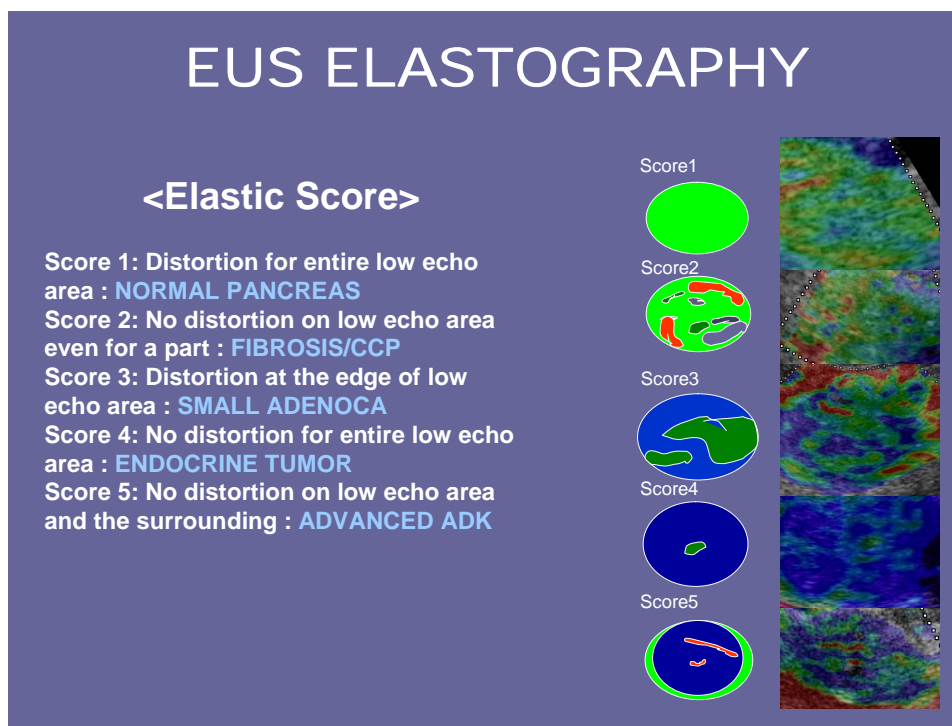 EUS ELASTOGRAPHY
<Elastic Score>
Score 1: Distortion for entire low echo
area : NORMAL PANCREAS
Score 2: No distortion on low echo area
even for a part : FIBROSIS/CCP
Score 3: Distortion at the edge of low
echo area : SMALL ADENOCA
Score 4: No distortion for entire low echo
area : ENDOCRINE TUMOR
Score 5: No distortion on low echo area
and the surrounding : ADVANCED ADK
Score1
Score2
Score3
Score4
Score5